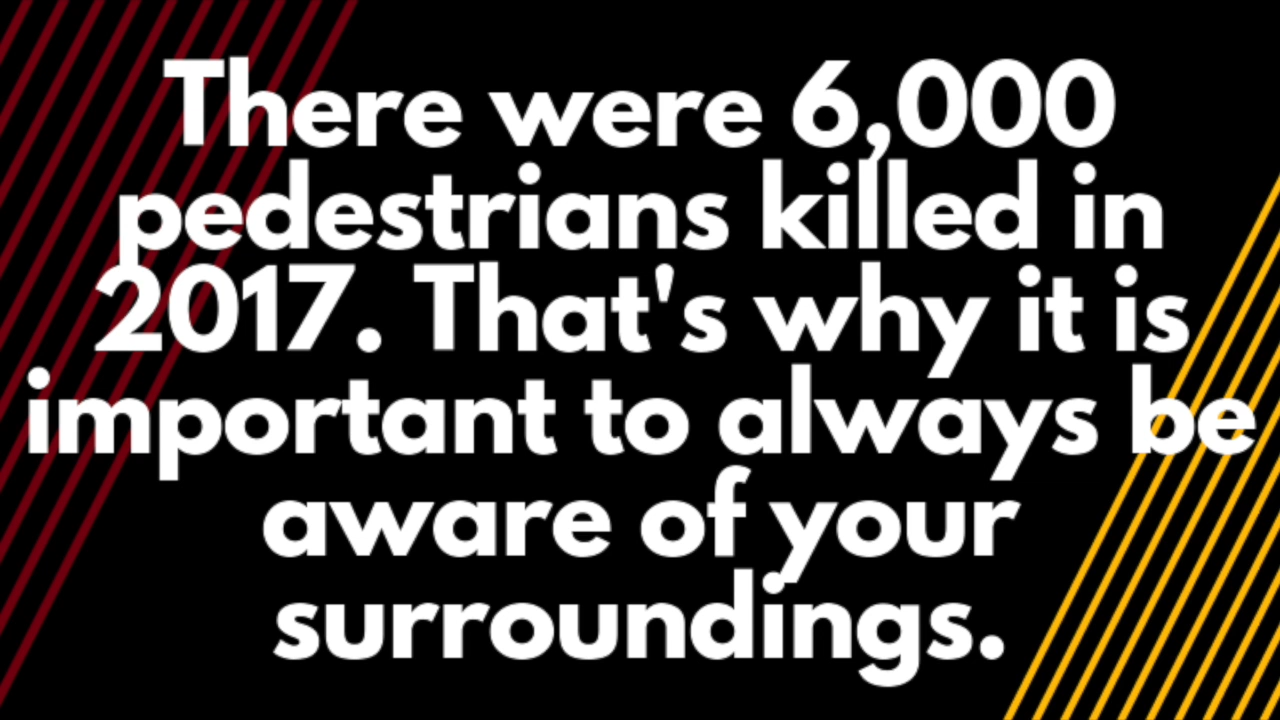 There were 6,000
pedestrians killed in
2017. That's why it is
important to always be
aware of your
surroundings.